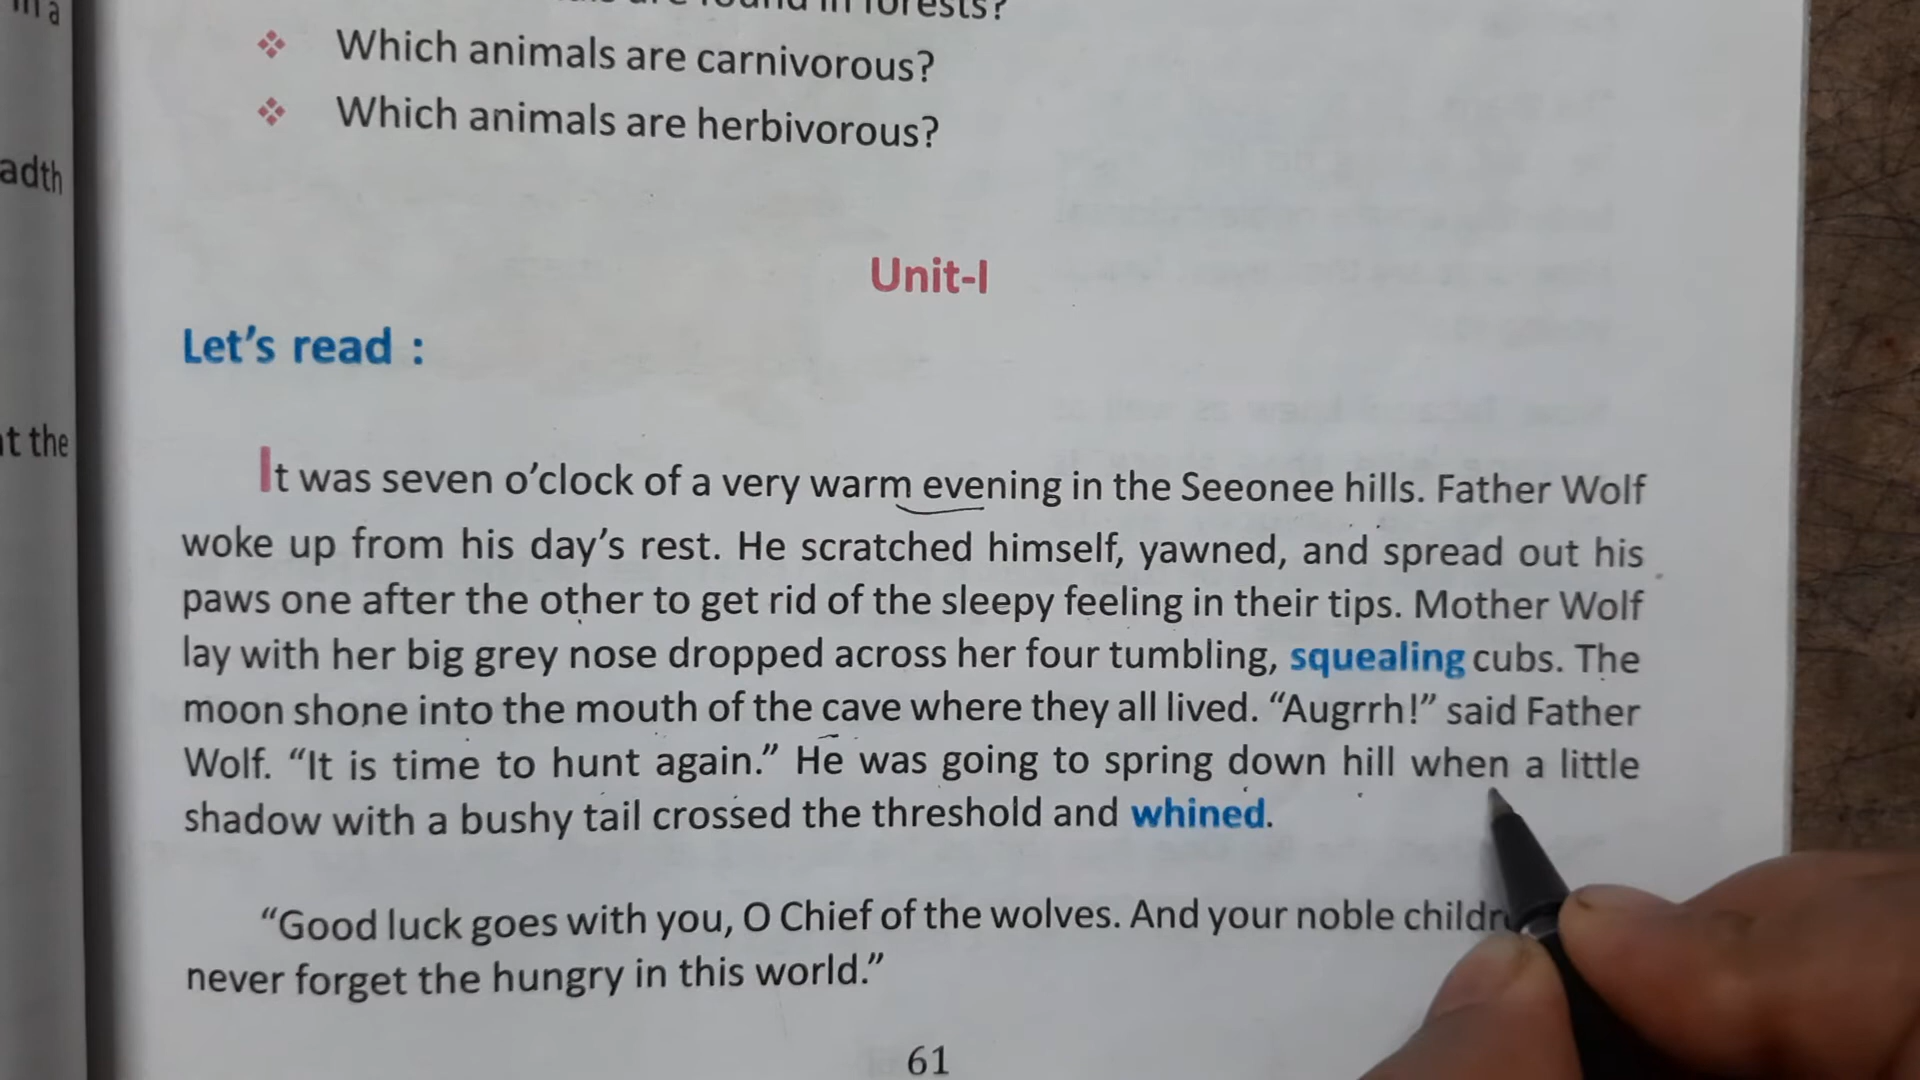 in a
adth
t the
found in forests?
❖ Which animals are carnivorous?
❖ Which animals are herbivorous?
Unit-I
Let’s read :
It was seven o’clock of a very warm evening in the Seeonee hills. Father Wolf
woke up from his day’s rest. He scratched himself, yawned, and spread out his
paws one after the other to get rid of the sleepy feeling in their tips. Mother Wolf
lay with her big grey nose dropped across her four tumbling, squealing cubs. The
moon shone into the mouth of the cave where they all lived. “Augrrh!” said Father
Wolf. “It is time to hunt again.” He was going to spring down hill when a little
shadow with a bushy tail crossed the threshold and whined.
“Good luck goes with you, O Chief of the wolves. And your noble
never forget the hungry in this world.”
61